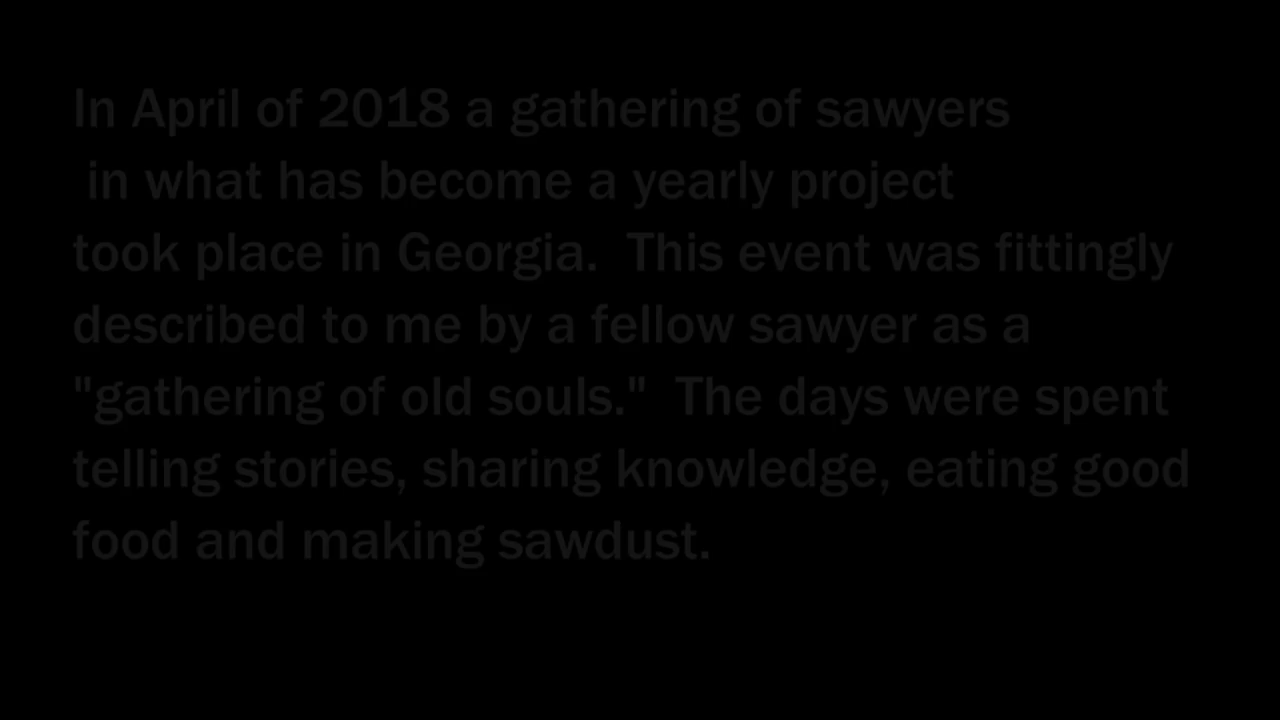 In April of 2018 a gathering of sawyers
in what has become a yearly project
took place in Georgia.  This event was fittingly
described to me by a fellow sawyer as a
"gathering of old souls."  The days were spent
telling stories, sharing knowledge, eating good
food and making sawdust.